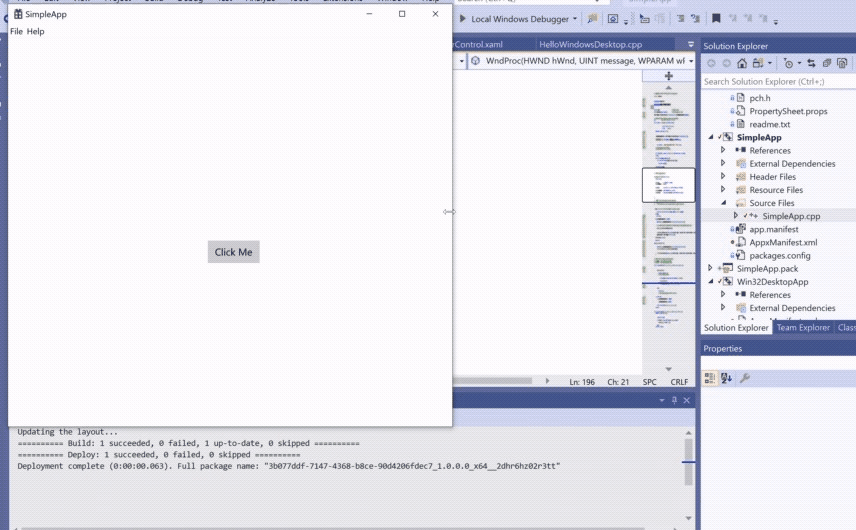 SimpleApp
File Help
Click Me
Local Windows Debugger
Control.xaml
HelloWindowsDesktop.cpp
WndProc(HWND hWnd, UINT message, WPARAM wF
Ln: 196 Ch: 21 SPC CRLF
Solution Explorer
Search Solution Explorer (Ctrl+;)
pch.h
PropertySheet.props
readme.txt
SimpleApp
References
External Dependencies
Header Files
Resource Files
Source Files
SimpleApp.cpp
app.manifest
AppxManifest.xml
packages.config
SimpleApp.pack
Win32DesktopApp
References
External Dependencies
Solution Explorer Team Explorer Class
Properties
Updating the layout...
========== Build: 1 succeeded, 0 failed, 1 up-to-date, 0 skipped ==========
========== Deploy: 1 succeeded, 0 failed, 0 skipped ==========
Deployment complete (0:00:00.063). Full package name: "3b077ddf-7147-4368-b8ce-90d4206fdec7_1.0.0.0_x64__2dhr6hz02r3tt"